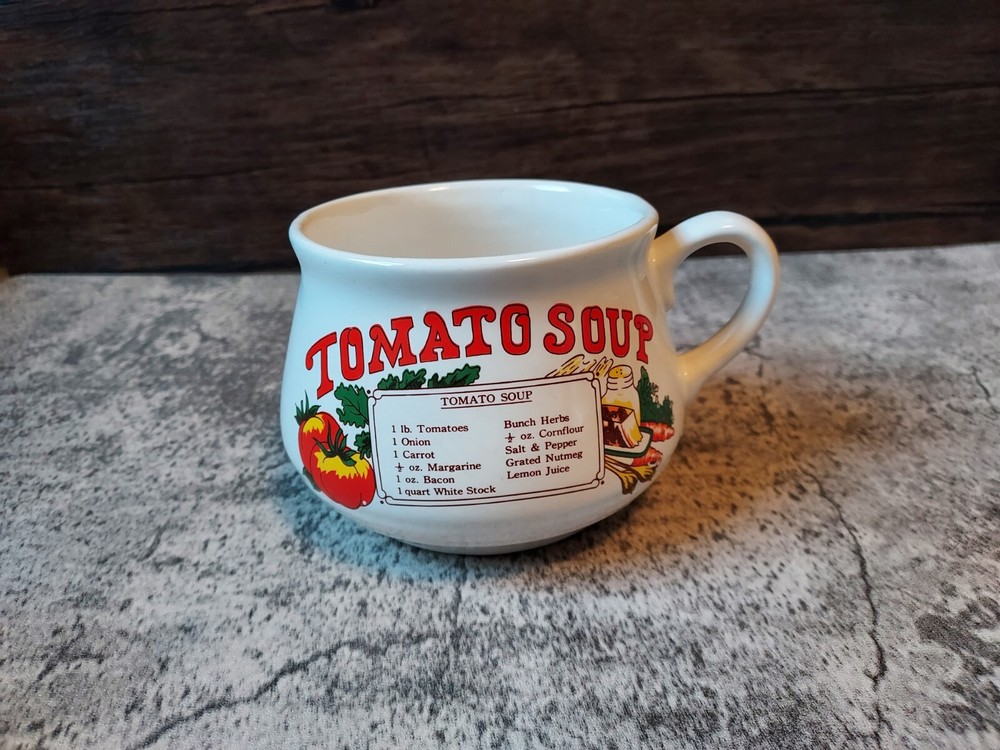 TOMATO SOUP
TOMATO SOUP
1 lb. Tomatoes
1 Onion
1 Carrot
½ oz. Margarine
1 oz. Bacon
1 quart White Stock
Bunch Herbs
½ oz. Cornflour
Salt & Pepper
Grated Nutmeg
Lemon Juice